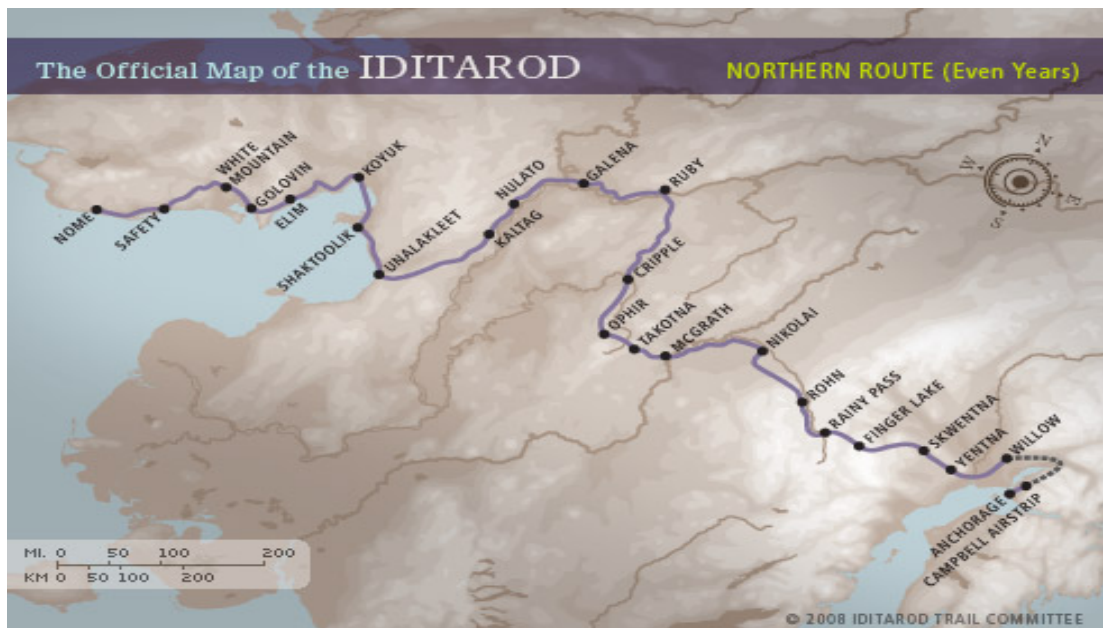 The Official Map of the IDITAROD
NORTHERN ROUTE (Even Years)
N
W
E
S
NOME
SAFETY
WHITE
MOUNTAIN
GOLOVIN
ELIM
KOYUK
SHAKTOOLIK
UNALAKLEET
KALTAG
NULATO
GALENA
RUBY
CRIPPLE
OPHIR
TAKOTNA
MCGRATH
NIKOLAI
ROHN
RAINY PASS
FINGER LAKE
SKWENTNA
YENTNA
WILLOW
ANCHORAGE
CAMPBELL AIRSTRIP
MI. 0 50 100 200
KM 0 50 100 200
© 2008 IDITAROD TRAIL COMMITTEE